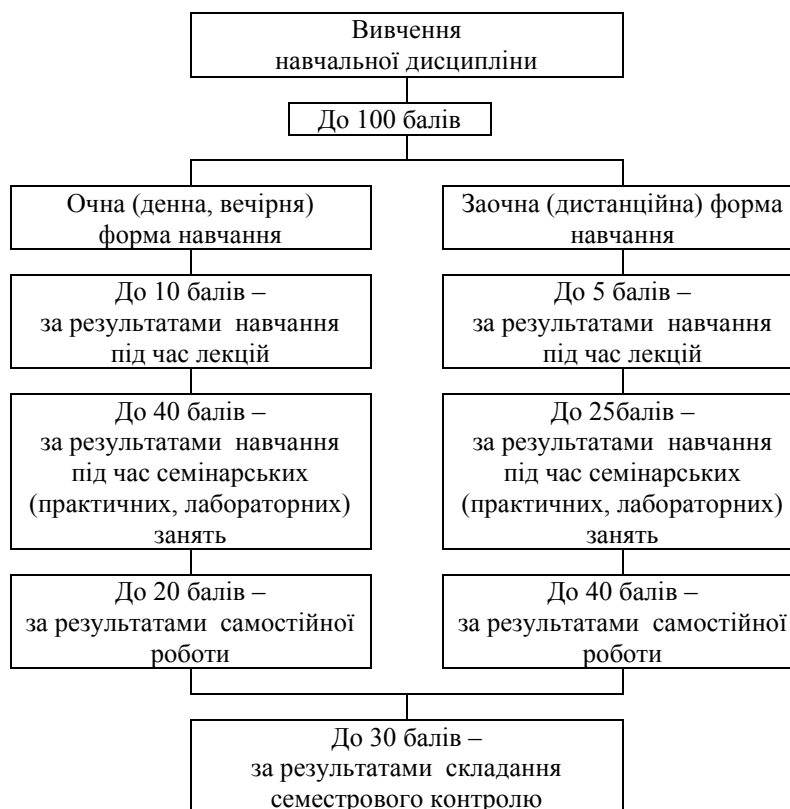 Вивчення
навчальної дисципліни
До 100 балів
Очна (денна, вечірня)
форма навчання
Заочна (дистанційна) форма
навчання
До 10 балів –
за результатами навчання
під час лекцій
До 5 балів –
за результатами навчання
під час лекцій
До 40 балів –
за результатами навчання
під час семінарських
(практичних, лабораторних)
занять
До 25балів –
за результатами навчання
під час семінарських
(практичних, лабораторних)
занять
До 20 балів –
за результатами самостійної
роботи
До 40 балів –
за результатами самостійної
роботи
До 30 балів –
за результатами складання
семестрового контролю